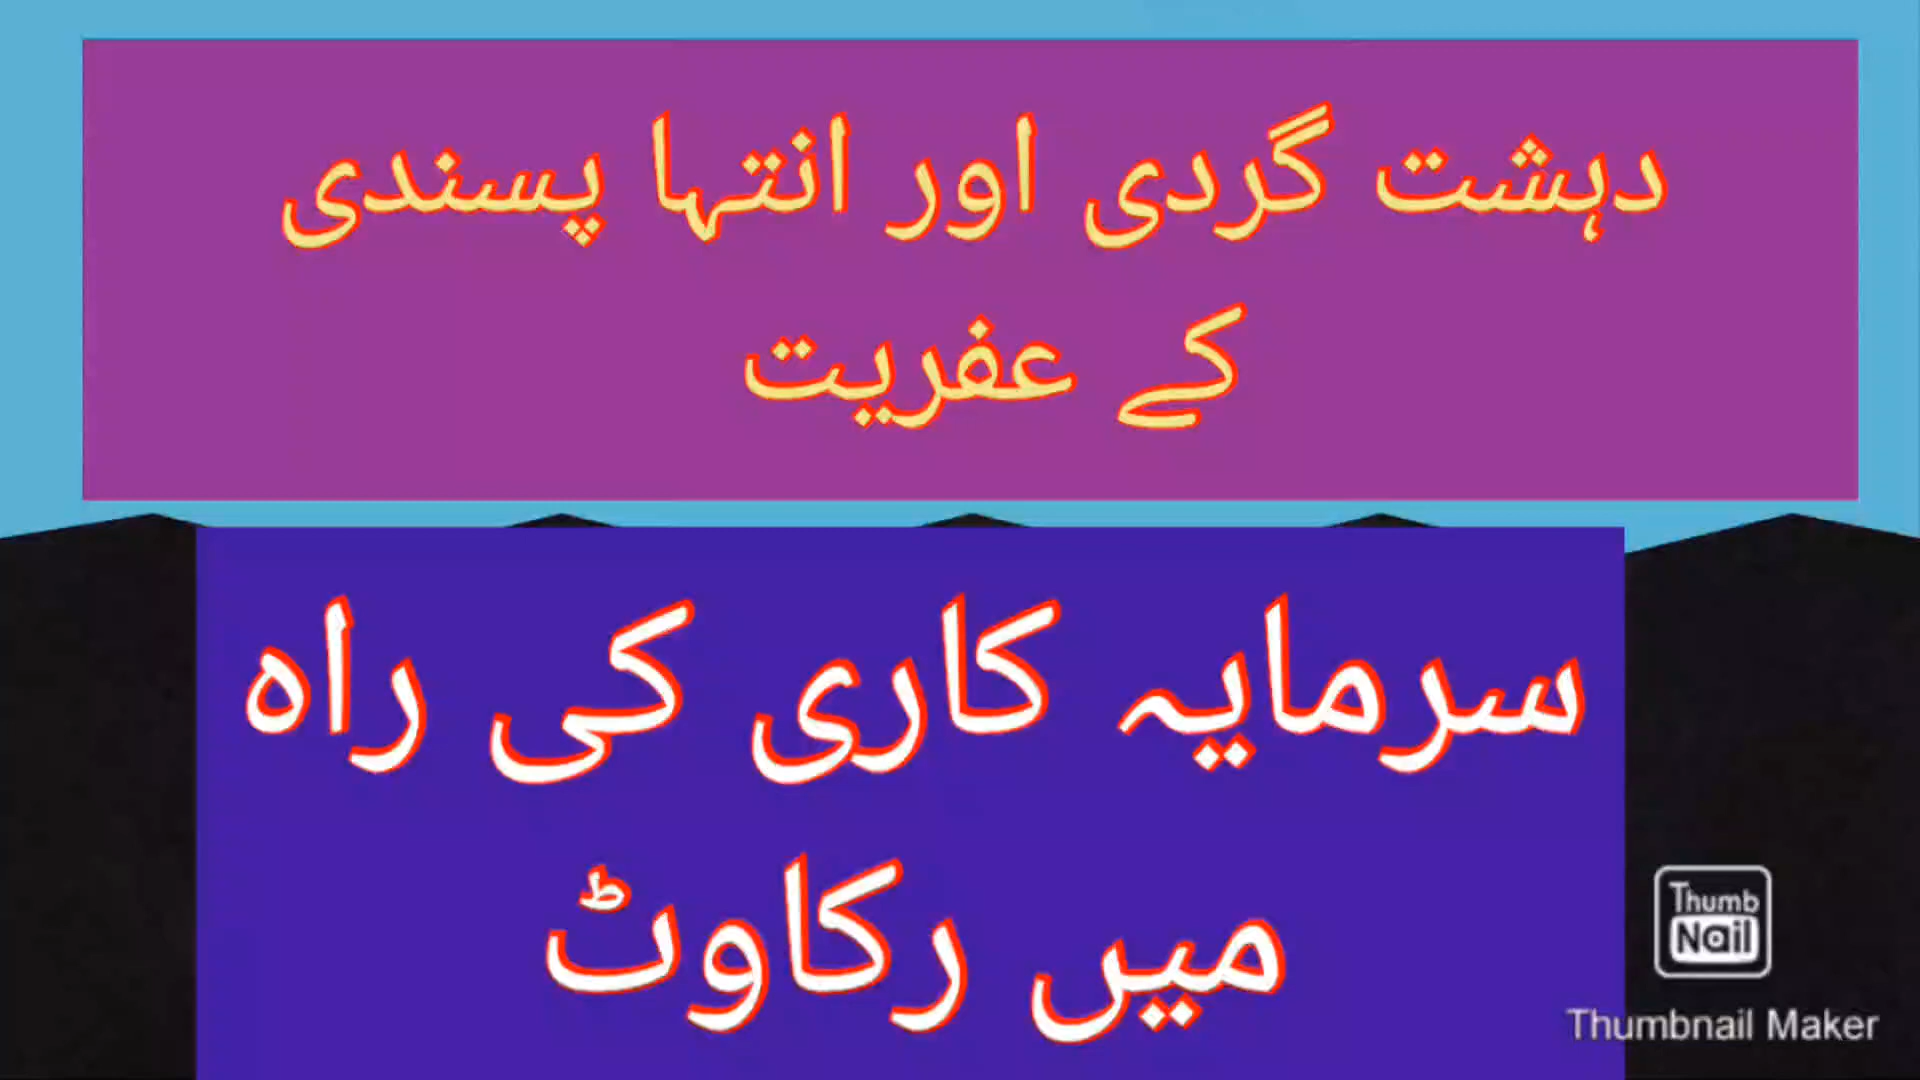 دہشت گردی اور انتہا پسندی
کے عفریت
سرمایہ کاری کی راہ
میں رکاوٹ
Thumb
Nail
Thumbnail Maker